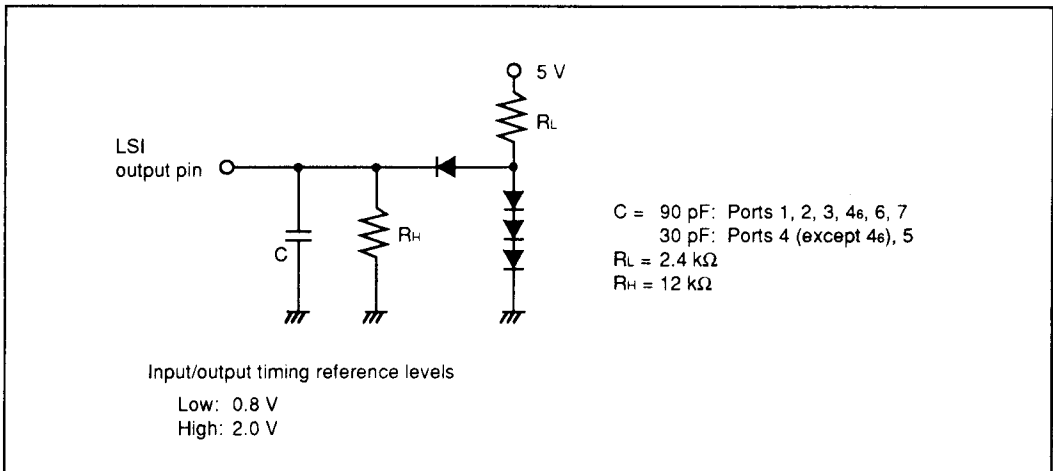 5 V
RL
LSI
output pin
C
RH
C = 90 pF: Ports 1, 2, 3, 46, 6, 7
30 pF: Ports 4 (except 46), 5
RL = 2.4 kΩ
RH = 12 kΩ
Input/output timing reference levels
Low: 0.8 V
High: 2.0 V